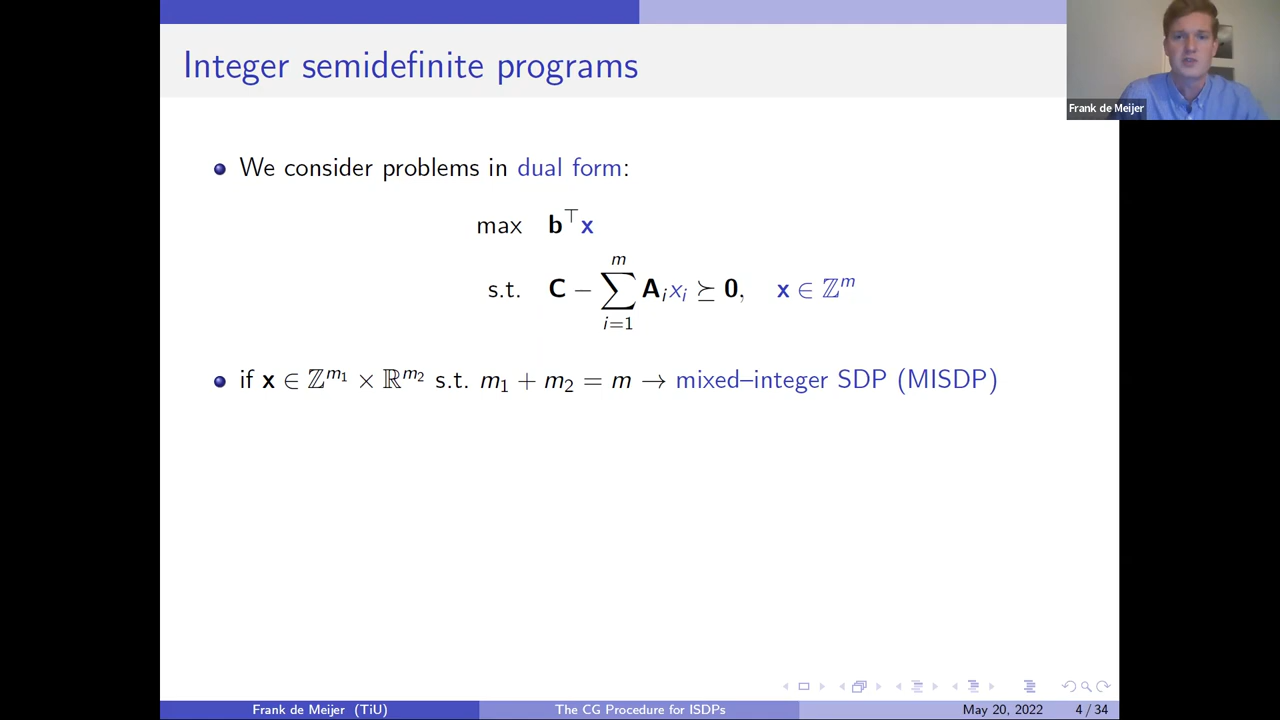 Integer semidefinite programs
Frank de Meijer
We consider problems in dual form:
max b⊤x
s.t. C − ∑_{i=1}^{m} A_i x_i ⪰ 0, x ∈ ℤ^m
if x ∈ ℤ^{m_1} × ℝ^{m_2} s.t. m_1 + m_2 = m → mixed–integer SDP (MISDP)
Frank de Meijer (TiU) The CG Procedure for ISDPs May 20, 2022 4 / 34